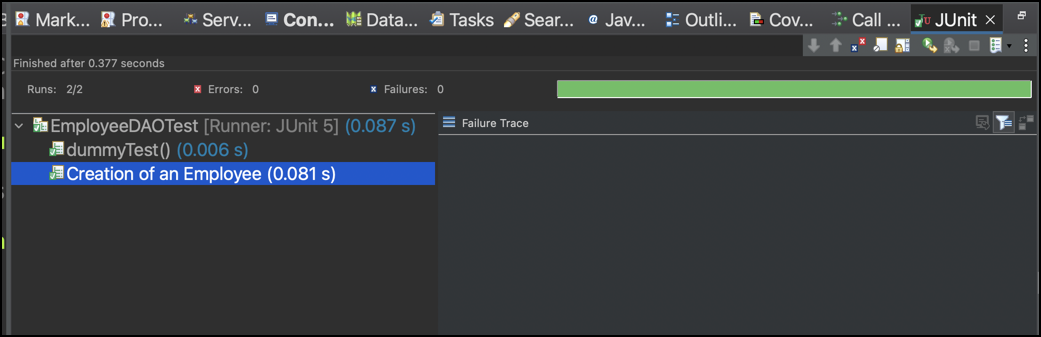 Mark... Pro... Serv... Con... Data... Tasks Sear... @ Jav... Outli... Cov... Call ... JU JUnit ×
Finished after 0.377 seconds
Runs: 2/2 Errors: 0 Failures: 0
EmployeeDAOTest [Runner: JUnit 5] (0.087 s) Failure Trace
dummyTest() (0.006 s)
Creation of an Employee (0.081 s)